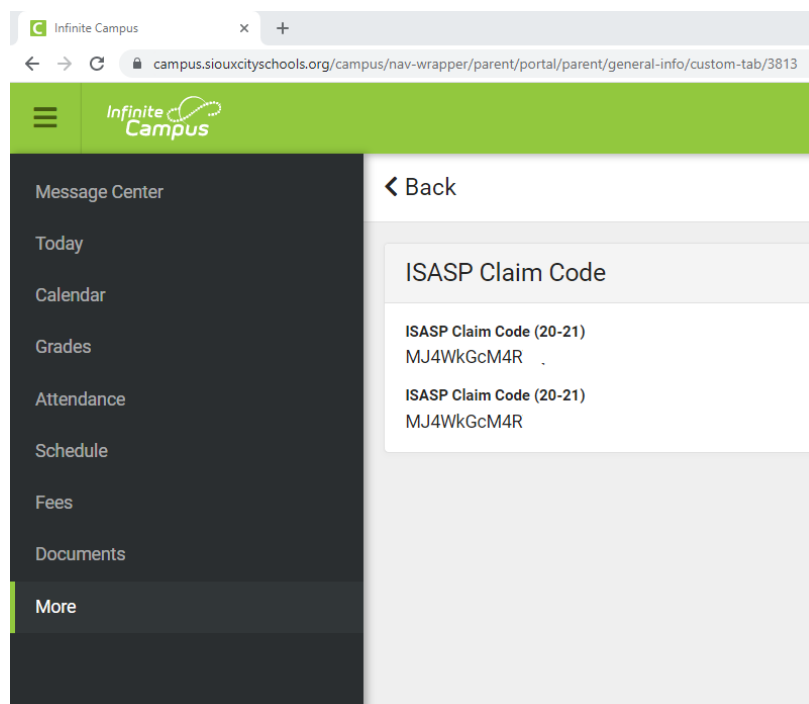 Infinite Campus
campus.siouxcityschools.org/campus/nav-wrapper/parent/portal/parent/general-info/custom-tab/3813
Infinite
Campus
Message Center
Today
Calendar
Grades
Attendance
Schedule
Fees
Documents
More
Back
ISASP Claim Code
ISASP Claim Code (20-21)
MJ4WkGcM4R .
ISASP Claim Code (20-21)
MJ4WkGcM4R